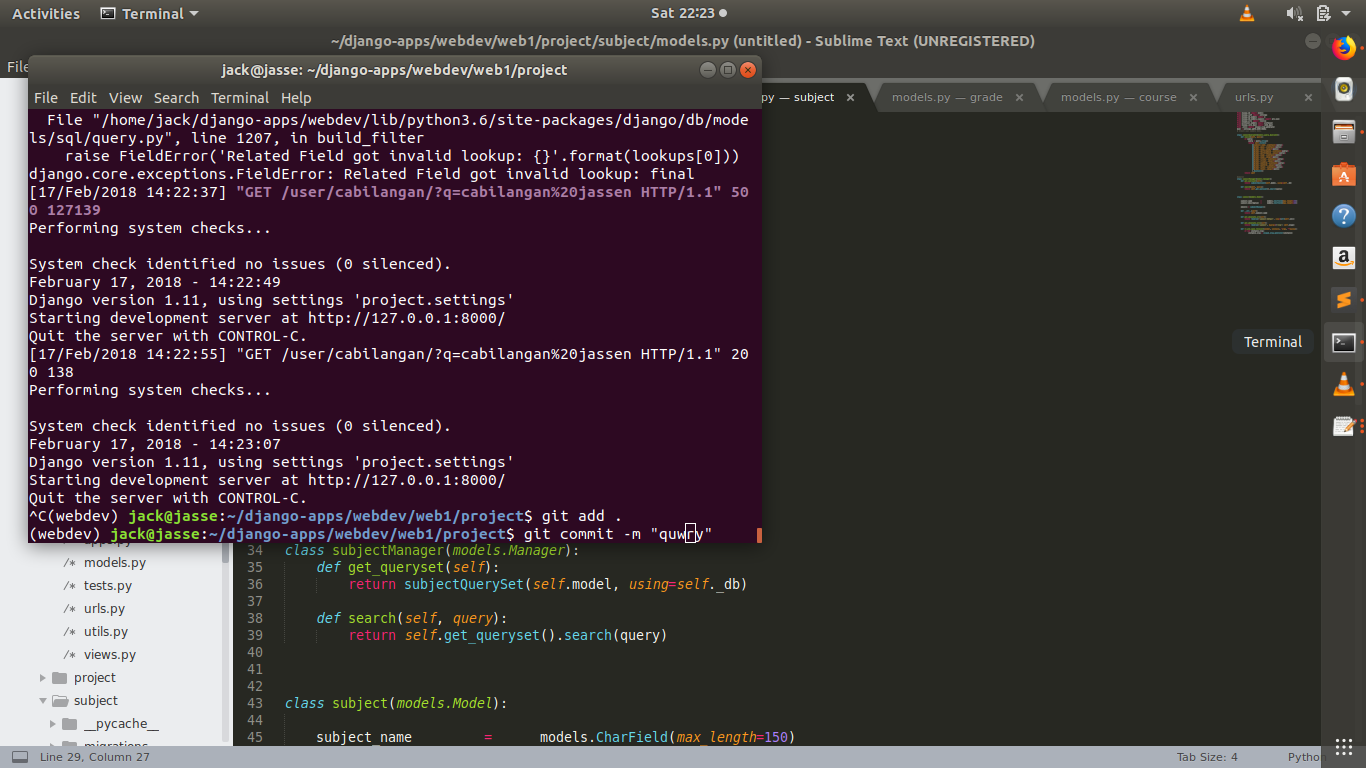 Activities Terminal Sat 22:23
~/django-apps/webdev/web1/project/subject/models.py (untitled) - Sublime Text (UNREGISTERED)
File
jack@jasse: ~/django-apps/webdev/web1/project
File Edit View Search Terminal Help
py — subject models.py — grade models.py — course urls.py
File "/home/jack/django-apps/webdev/lib/python3.6/site-packages/django/db/mode
ls/sql/query.py", line 1207, in build_filter
raise FieldError('Related Field got invalid lookup: {}'.format(lookups[0]))
django.core.exceptions.FieldError: Related Field got invalid lookup: final
[17/Feb/2018 14:22:37] "GET /user/cabilangan/?q=cabilangan%20jassen HTTP/1.1" 50
0 127139
Performing system checks...
System check identified no issues (0 silenced).
February 17, 2018 - 14:22:49
Django version 1.11, using settings 'project.settings'
Starting development server at http://127.0.0.1:8000/
Quit the server with CONTROL-C.
[17/Feb/2018 14:22:55] "GET /user/cabilangan/?q=cabilangan%20jassen HTTP/1.1" 20
0 138
Performing system checks...
System check identified no issues (0 silenced).
February 17, 2018 - 14:23:07
Django version 1.11, using settings 'project.settings'
Starting development server at http://127.0.0.1:8000/
Quit the server with CONTROL-C.
^C(webdev) jack@jasse:~/django-apps/webdev/web1/project$ git add .
(webdev) jack@jasse:~/django-apps/webdev/web1/project$ git commit -m "quwry"
Terminal
/* models.py
/* tests.py
/* urls.py
/* utils.py
/* views.py
project
subject
__pycache__
migrations
34 class subjectManager(models.Manager):
35 def get_queryset(self):
36 return subjectQuerySet(self.model, using=self._db)
37
38 def search(self, query):
39 return self.get_queryset().search(query)
40
41
42
43 class subject(models.Model):
44
45 subject_name = models.CharField(max_length=150)
Line 29, Column 27 Tab Size: 4 Python